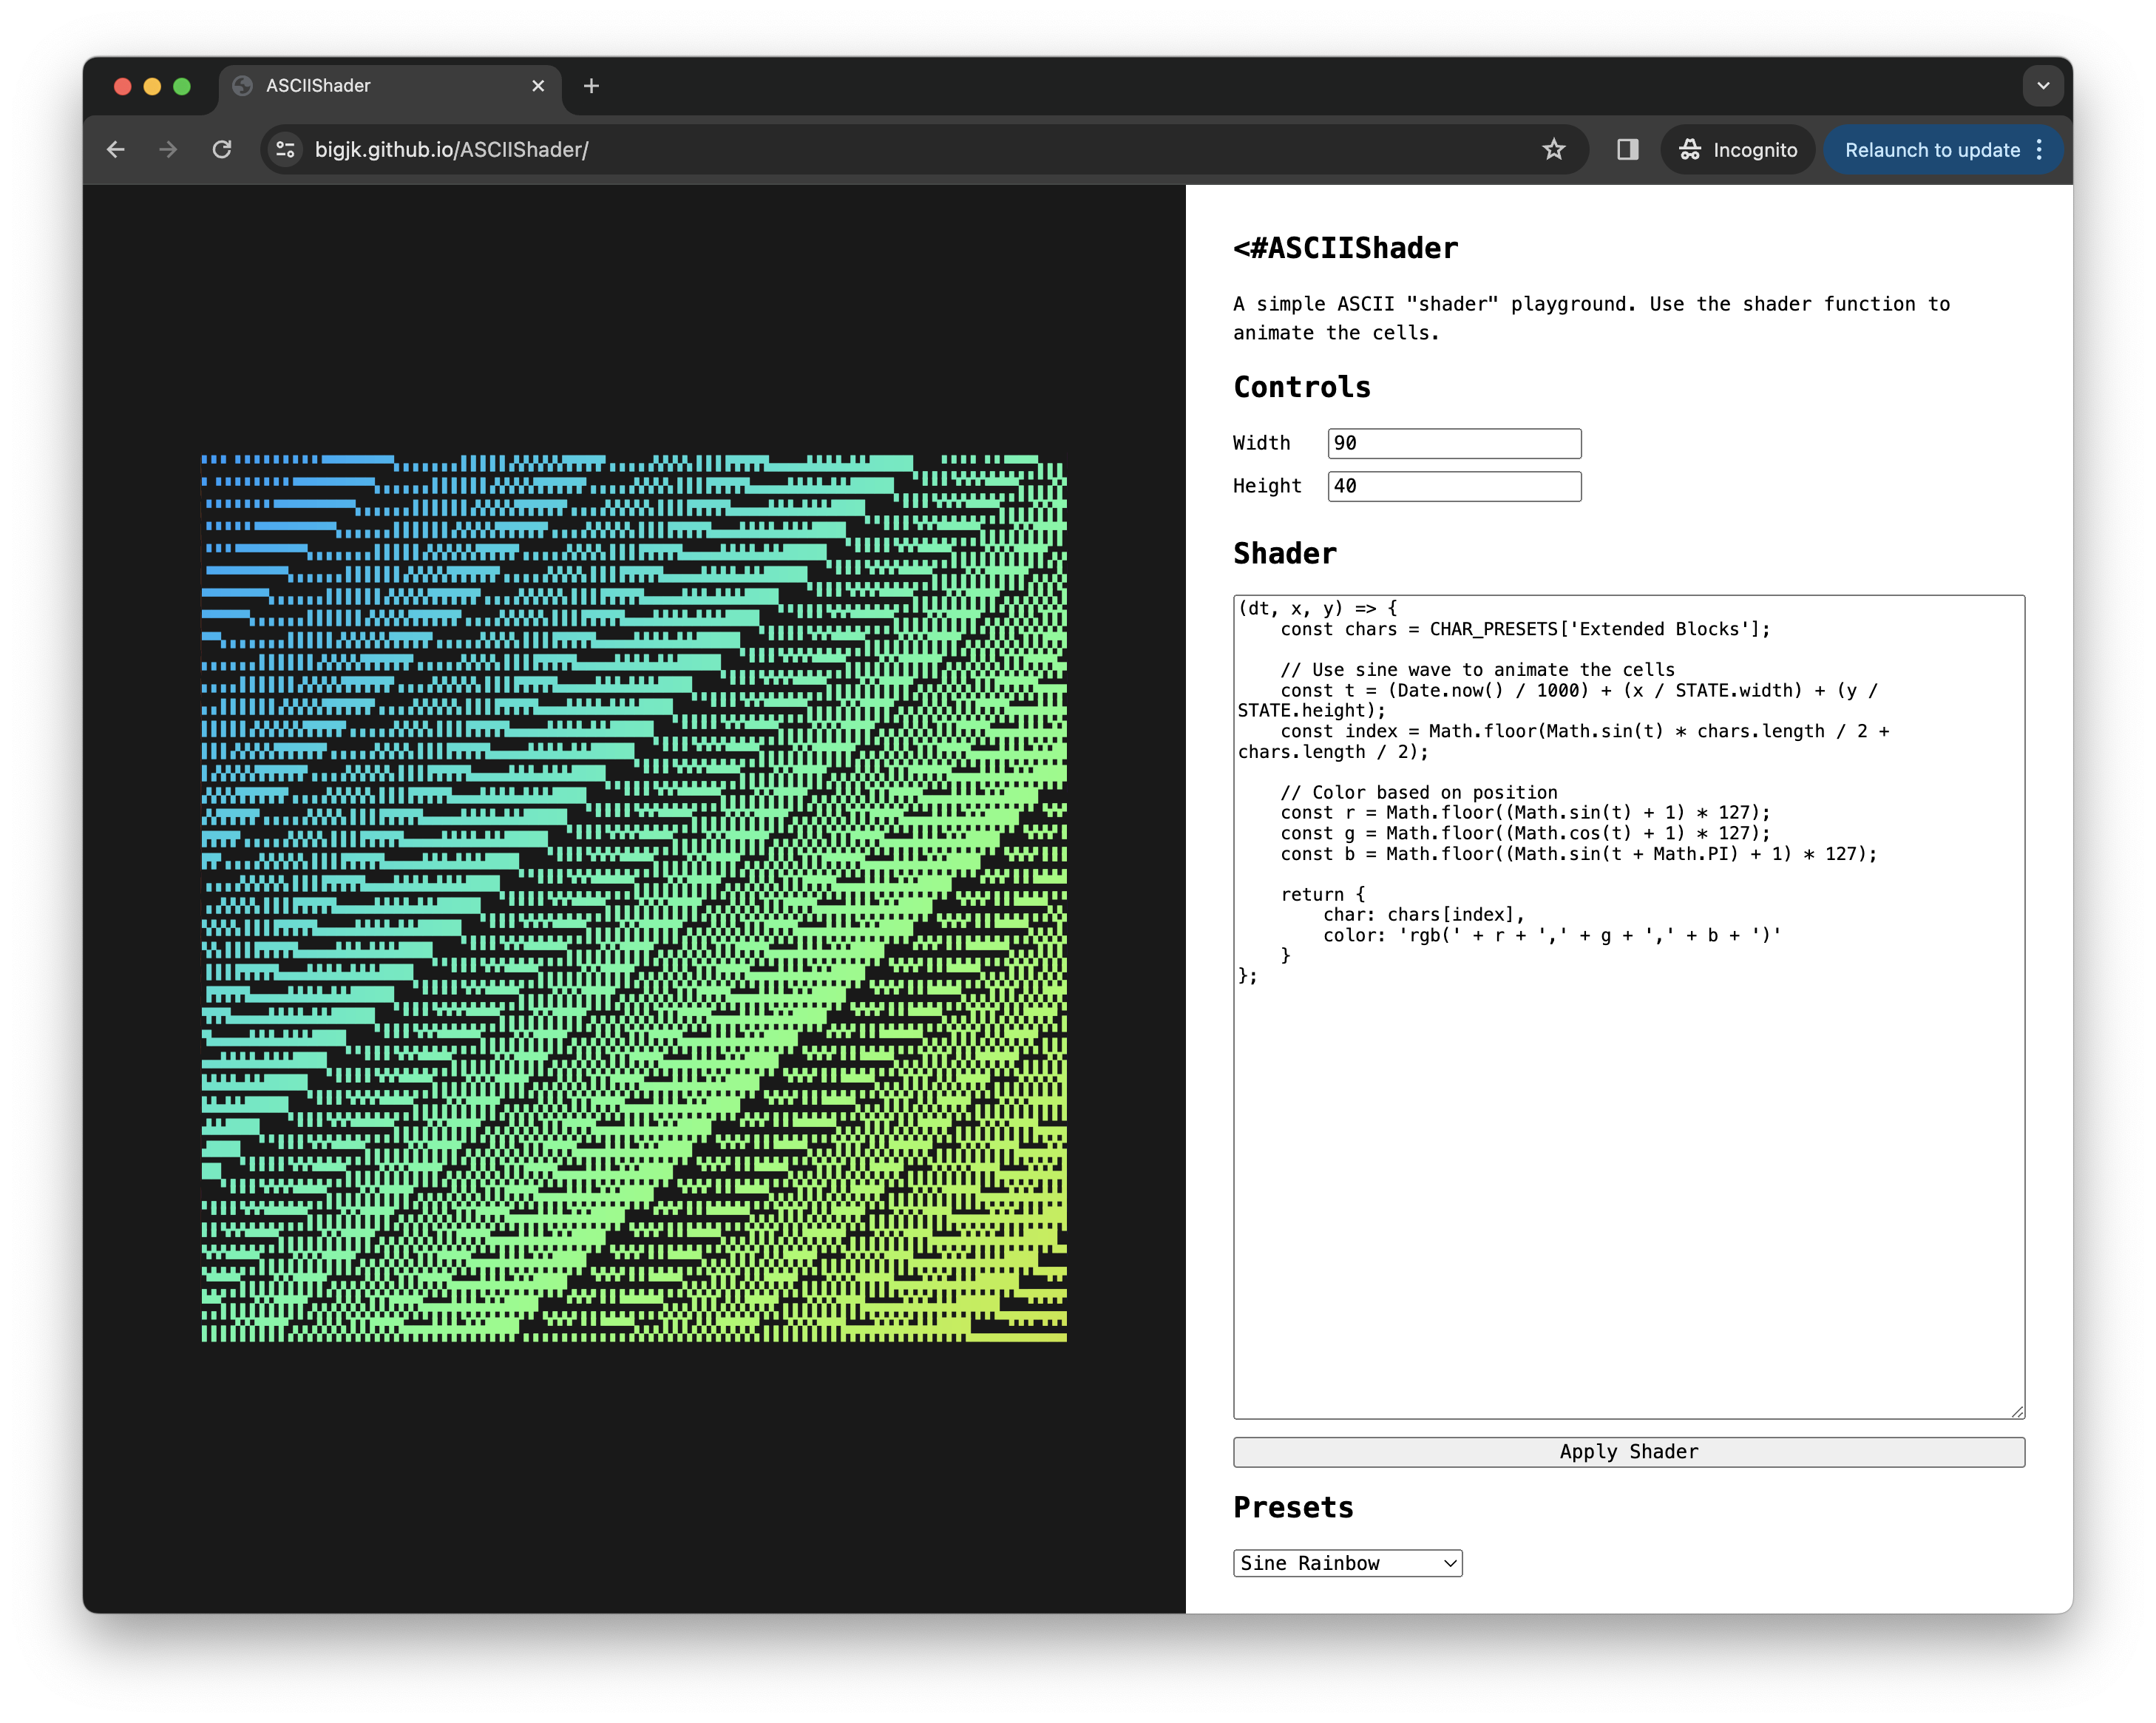 ASCIIShader
bigjk.github.io/ASCIIShader/
Incognito
Relaunch to update
<#ASCIIShader
A simple ASCII "shader" playground. Use the shader function to
animate the cells.
Controls
Width 90
Height 40
Shader
(dt, x, y) => {
    const chars = CHAR_PRESETS['Extended Blocks'];
    // Use sine wave to animate the cells
    const t = (Date.now() / 1000) + (x / STATE.width) + (y /
STATE.height);
    const index = Math.floor(Math.sin(t) * chars.length / 2 +
chars.length / 2);
    // Color based on position
    const r = Math.floor((Math.sin(t) + 1) * 127);
    const g = Math.floor((Math.cos(t) + 1) * 127);
    const b = Math.floor((Math.sin(t + Math.PI) + 1) * 127);
    return {
        char: chars[index],
        color: 'rgb(' + r + ',' + g + ',' + b + ')'
    }
};
Apply Shader
Presets
Sine Rainbow